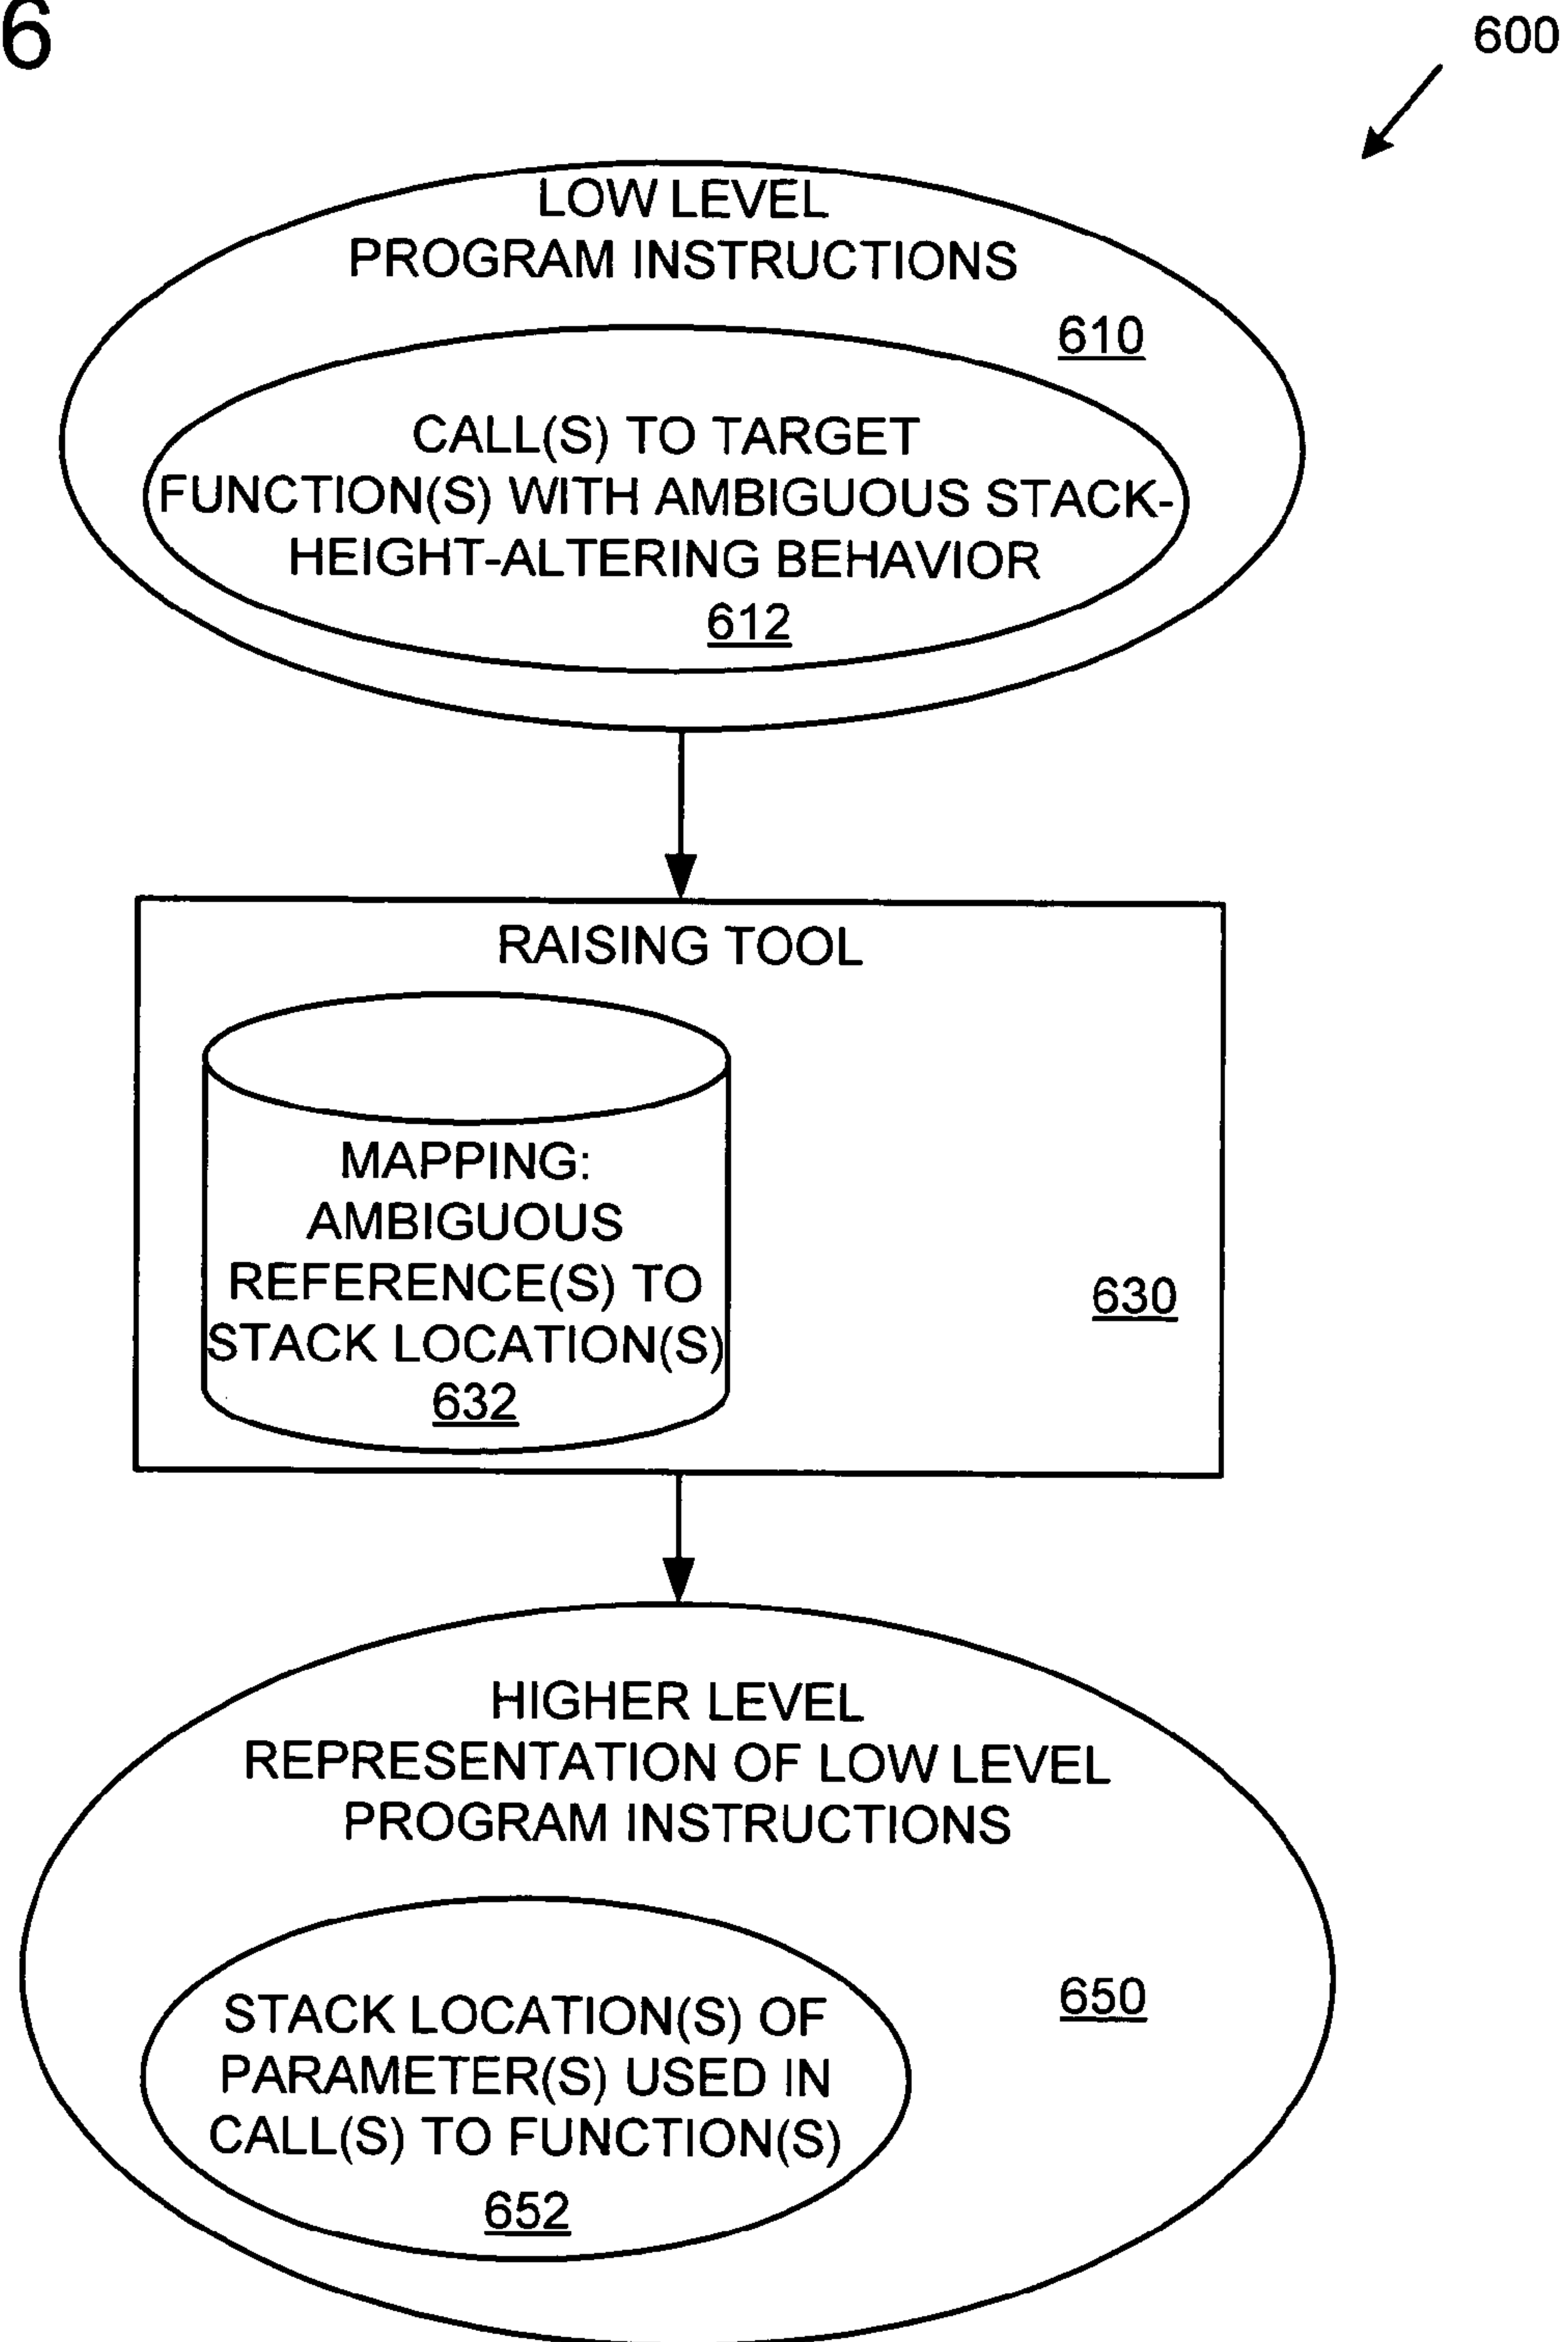 6
600
LOW LEVEL
PROGRAM INSTRUCTIONS
610
CALL(S) TO TARGET
FUNCTION(S) WITH AMBIGUOUS STACK-
HEIGHT-ALTERING BEHAVIOR
612
RAISING TOOL
MAPPING:
AMBIGUOUS
REFERENCE(S) TO
STACK LOCATION(S)
630
632
HIGHER LEVEL
REPRESENTATION OF LOW LEVEL
PROGRAM INSTRUCTIONS
650
STACK LOCATION(S) OF
PARAMETER(S) USED IN
CALL(S) TO FUNCTION(S)
652